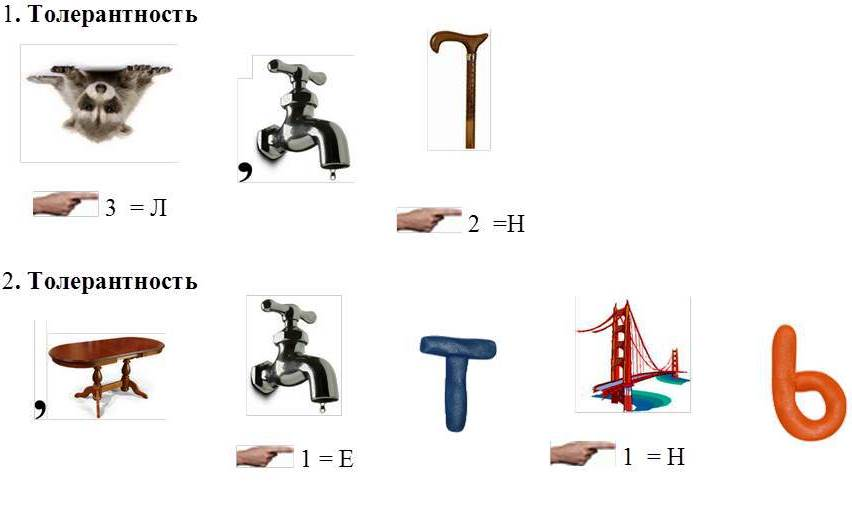 1. Толерантность
,
3 = Л
2 =Н
2. Толерантность
,
Т
ь
1 = Е
1 = Н